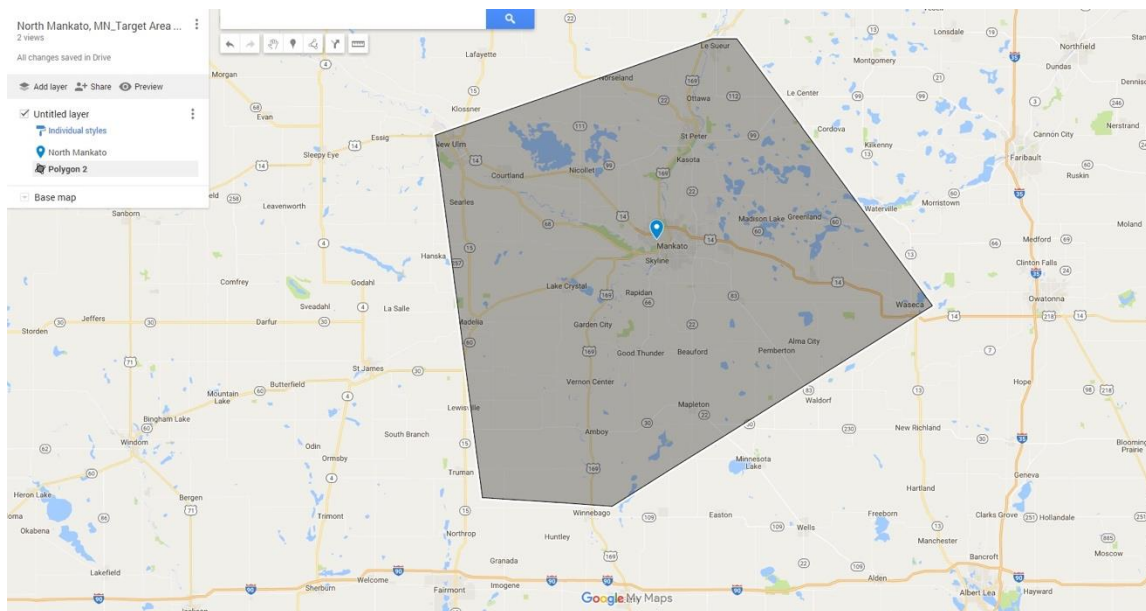 North Mankato, MN_Target Area ...
2 views
All changes saved in Drive
Add layer Share Preview
Untitled layer
Individual styles
North Mankato
Polygon 2
Base map
Le Sueur
Lonsdale
Northfield
Dundas
Lafayette
Montgomery
Morgan
Norseland
Ottawa
Le Center
Klossner
Evan
Nerstrand
Essig
St Peter
Cordova
Cannon City
New Ulm
Kilkenny
Sleepy Eye
Kasota
Faribault
Courtland
Nicollet
Ruskin
Searles
Leavenworth
Morristown
Waterville
Sanborn
Madison Lake
Greenland
Moland
Mankato
Medford
Hanska
Skyline
Clinton Falls
Comfrey
Godahl
Lake Crystal
Rapidan
Owatonna
Sveadahl
La Salle
Waseca
Jeffers
Storden
Darfur
Madelia
Garden City
Alma City
Good Thunder
Beauford
Pemberton
St James
Hope
Butterfield
Vernon Center
Mountain Lake
Waldorf
Lewisville
Mapleton
Bingham Lake
South Branch
Amboy
New Richland
Windom
Odin
Ormsby
Blooming Prairie
Minnesota Lake
Truman
Geneva
Heron Lake
Bergen
Hartland
Trimont
Winnebago
Easton
Freeborn
Clarks Grove
Hollandale
Okabena
Wells
Northrop
Huntley
Manchester
Moscow
Granada
Bancroft
Lakefield
Welcome
Imogene
Alden
Sherburn
Fairmont
Albert Lea
Hayward
Google My Maps